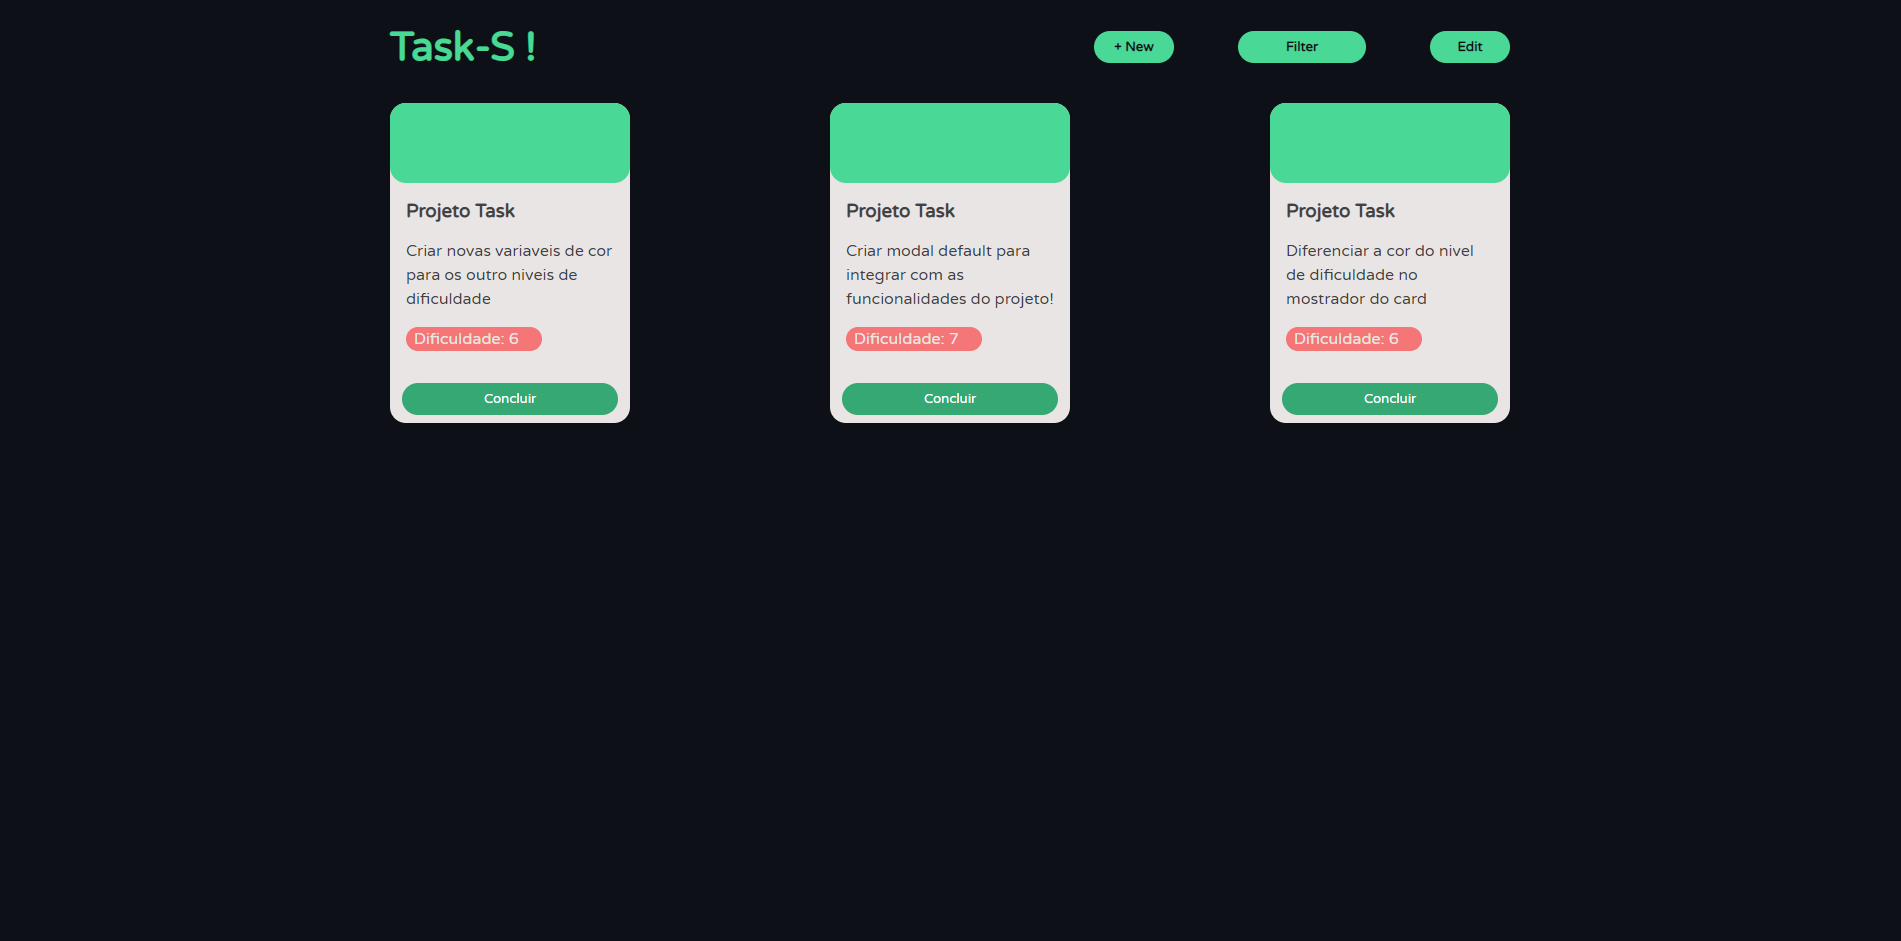 Task-S !
+ New
Filter
Edit
Projeto Task
Criar novas variaveis de cor
para os outro niveis de
dificuldade
Dificuldade: 6
Concluir
Projeto Task
Criar modal default para
integrar com as
funcionalidades do projeto!
Dificuldade: 7
Concluir
Projeto Task
Diferenciar a cor do nivel
de dificuldade no
mostrador do card
Dificuldade: 6
Concluir